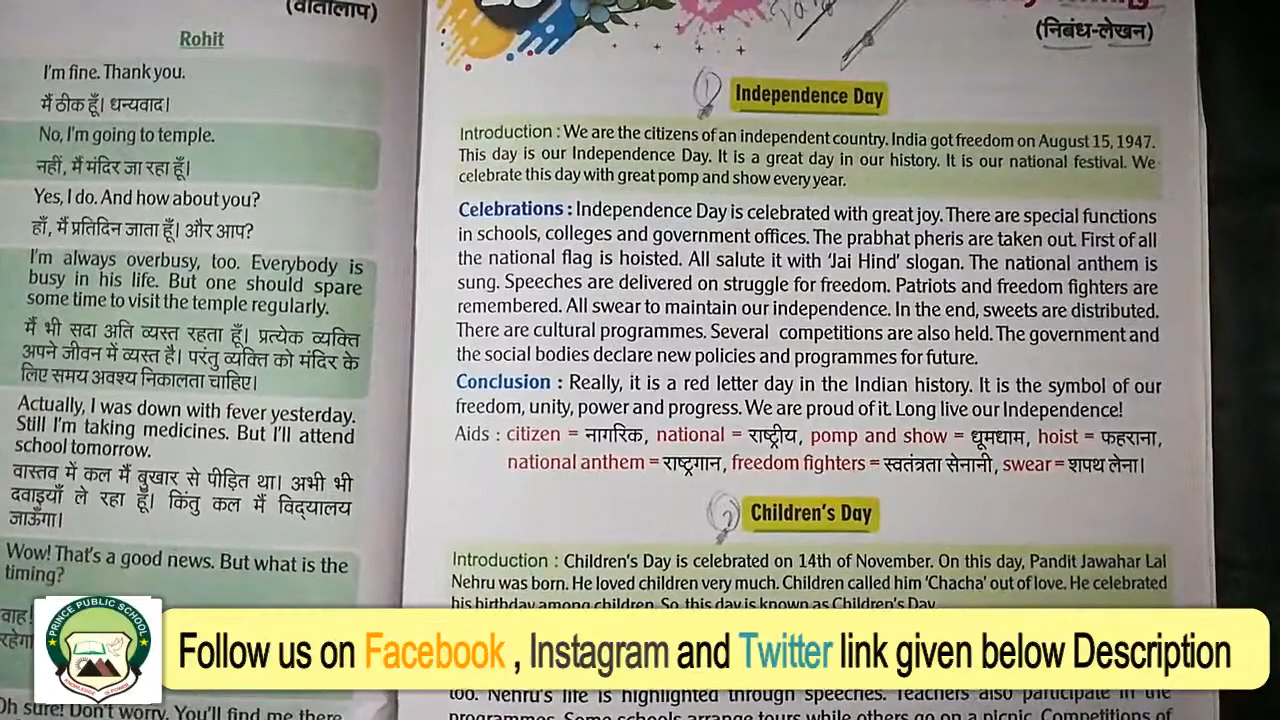 (वार्तालाप)
Rohit
I'm fine. Thank you.
मैं ठीक हूँ। धन्यवाद।
No, I'm going to temple.
नहीं, मैं मंदिर जा रहा हूँ।
Yes, I do. And how about you?
हाँ, मैं प्रतिदिन जाता हूँ। और आप?
I'm always overbusy, too. Everybody is
busy in his life. But one should spare
some time to visit the temple regularly.
मैं भी सदा अति व्यस्त रहता हूँ। प्रत्येक व्यक्ति
अपने जीवन में व्यस्त है। परंतु व्यक्ति को मंदिर के
लिए समय अवश्य निकालता चाहिए।
Actually, I was down with fever yesterday.
Still I'm taking medicines. But I'll attend
school tomorrow.
वास्तव में कल मैं बुखार से पीड़ित था। अभी भी
दवाइयाँ ले रहा हूँ। किंतु कल मैं विद्यालय
जाऊँगा।
Wow! That's a good news. But what is the
timing?
वाह!
Oh sure! Don't worry. You'll find me there
(निबंध-लेखन)
1
Independence Day
Introduction : We are the citizens of an independent country. India got freedom on August 15, 1947.
This day is our Independence Day. It is a great day in our history. It is our national festival. We
celebrate this day with great pomp and show every year.
Celebrations : Independence Day is celebrated with great joy. There are special functions
in schools, colleges and government offices. The prabhat pheris are taken out. First of all
the national flag is hoisted. All salute it with 'Jai Hind' slogan. The national anthem is
sung. Speeches are delivered on struggle for freedom. Patriots and freedom fighters are
remembered. All swear to maintain our independence. In the end, sweets are distributed.
There are cultural programmes. Several competitions are also held. The government and
the social bodies declare new policies and programmes for future.
Conclusion : Really, it is a red letter day in the Indian history. It is the symbol of our
freedom, unity, power and progress. We are proud of it. Long live our Independence!
Aids : citizen = नागरिक, national = राष्ट्रीय, pomp and show = धूमधाम, hoist = फहराना,
national anthem = राष्ट्रगान, freedom fighters = स्वतंत्रता सेनानी, swear = शपथ लेना।
2
Children's Day
Introduction : Children's Day is celebrated on 14th of November. On this day, Pandit Jawahar Lal
Nehru was born. He loved children very much. Children called him 'Chacha' out of love. He celebrated
his birthday among children. So, this day is known as Children's Day.
too. Nehru's life is highlighted through speeches. Teachers also participate in the
programmes. Some schools arrange tours while others go on a picnic. Competitions of
PRINCE PUBLIC SCHOOL
KNOWLEDGE IS POWER
Follow us on Facebook , Instagram and Twitter link given below Description